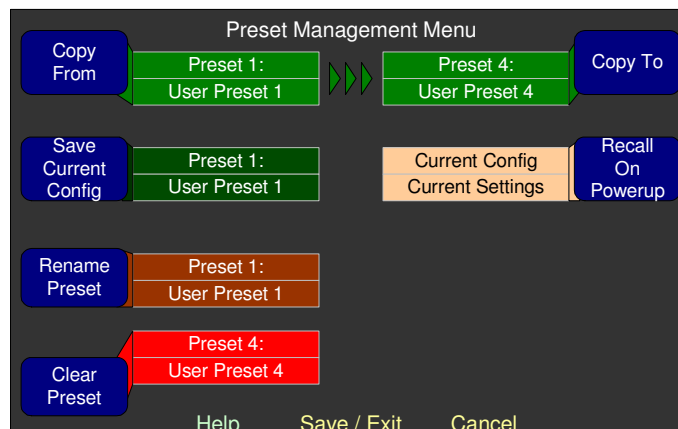 Preset Management Menu
Copy
From
Preset 1:
User Preset 1
Preset 4:
User Preset 4
Copy To
Save
Current
Config
Preset 1:
User Preset 1
Current Config
Current Settings
Recall
On
Powerup
Rename
Preset
Preset 1:
User Preset 1
Clear
Preset
Preset 4:
User Preset 4
Help Save / Exit Cancel